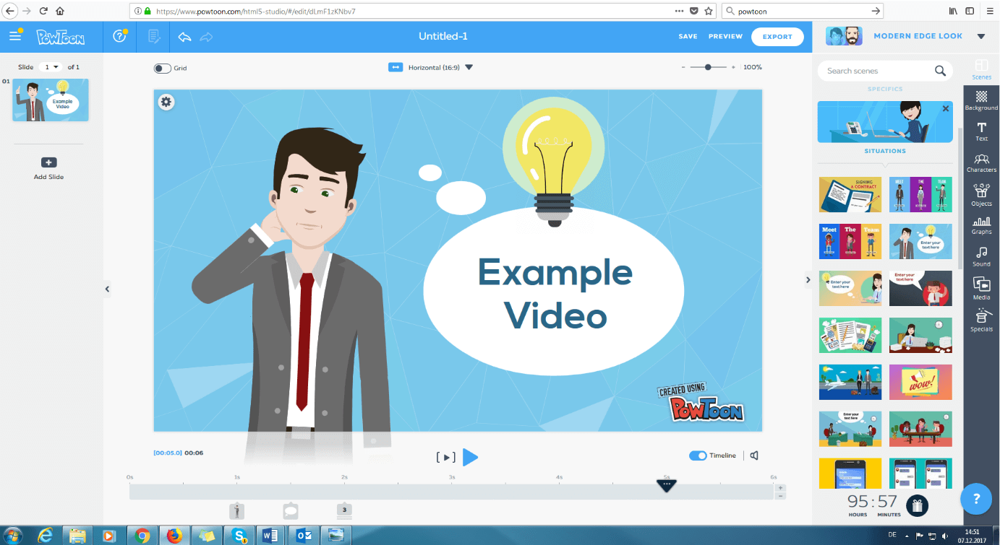 https://www.powtoon.com/html5-studio/#/edit/dLmF1zKNbv7
powtoon
POWTOON
Untitled-1
SAVE
PREVIEW
EXPORT
MODERN EDGE LOOK
Slide 1 of 1
01
Example
Video
Add Slide
Grid
Horizontal (16:9)
- + 100%
Example
Video
CREATED USING
POWTOON
[00:05.0] 00:06
Timeline
0s 1s 2s 3s 4s 5s 6s
+
-
3
Search scenes
SPECIFICS
SITUATIONS
SIGNING
A CONTRACT
MEET THE TEAM
Meet The Team
Enter your
text here
Enter your
text here
Enter your
text here
WOW!
Enter your
text here
95 : 57
HOURS MINUTES
Scenes
Background
Text
Characters
Objects
Graphs
Sound
Media
Specials
?
DE
14:51
07.12.2017